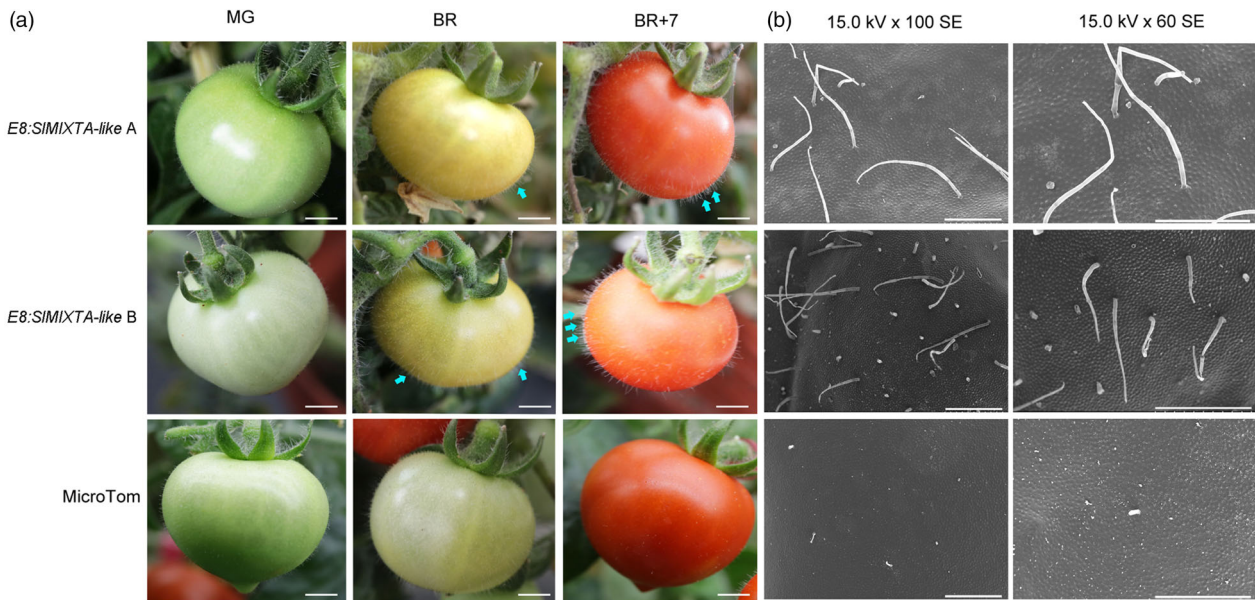 (a)
MG
BR
BR+7
(b)
15.0 kV x 100 SE
15.0 kV x 60 SE
E8:SlMIXTA-like A
E8:SlMIXTA-like B
MicroTom